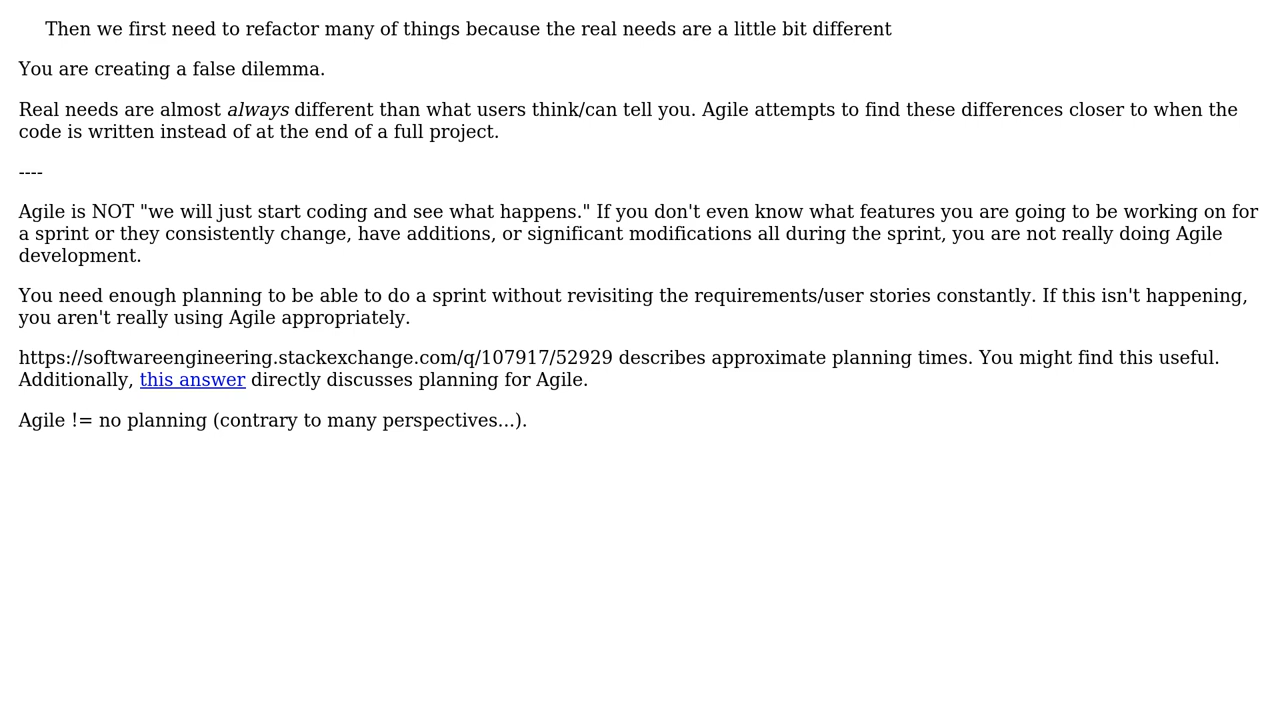 Then we first need to refactor many of things because the real needs are a little bit different
You are creating a false dilemma.
Real needs are almost always different than what users think/can tell you. Agile attempts to find these differences closer to when the
code is written instead of at the end of a full project.
----
Agile is NOT "we will just start coding and see what happens." If you don't even know what features you are going to be working on for
a sprint or they consistently change, have additions, or significant modifications all during the sprint, you are not really doing Agile
development.
You need enough planning to be able to do a sprint without revisiting the requirements/user stories constantly. If this isn't happening,
you aren't really using Agile appropriately.
https://softwareengineering.stackexchange.com/q/107917/52929 describes approximate planning times. You might find this useful.
Additionally, this answer directly discusses planning for Agile.
Agile != no planning (contrary to many perspectives...).